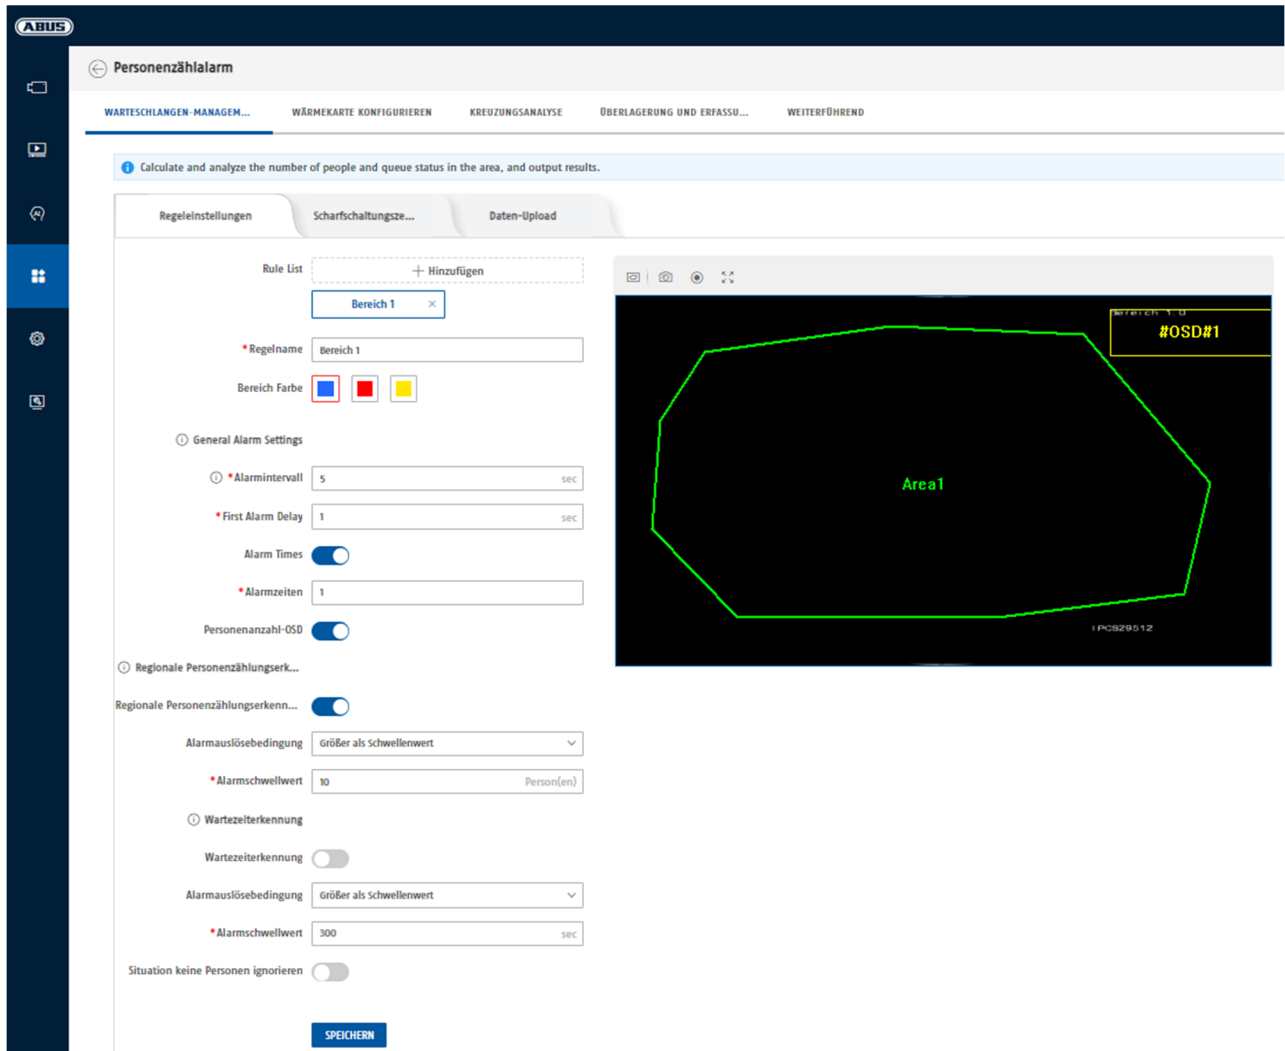 ABUS
Personenzählalarm
WARTESCHLANGEN-MANAGEM... WÄRMEKARTE KONFIGURIEREN KREUZUNGSANALYSE ÜBERLAGERUNG UND ERFASSU... WEITERFÜHREND
Calculate and analyze the number of people and queue status in the area, and output results.
Regeleinstellungen Scharfschaltungsze... Daten-Upload
Rule List + Hinzufügen
Bereich 1 ×
*Regelname Bereich 1
Bereich Farbe
General Alarm Settings
*Alarmintervall 5 sec
*First Alarm Delay 1 sec
Alarm Times
*Alarmzeiten 1
Personenanzahl-OSD
Regionale Personenzählungserk...
Regionale Personenzählungserkenn...
Alarmauslösebedingung Größer als Schwellenwert
*Alarmschwellwert 10 Person(en)
Wartezeiterkennung
Wartezeiterkennung
Alarmauslösebedingung Größer als Schwellenwert
*Alarmschwellwert 300 sec
Situation keine Personen ignorieren
SPEICHERN
Bereich 1:0
#OSD#1
Area1
IPCS29512